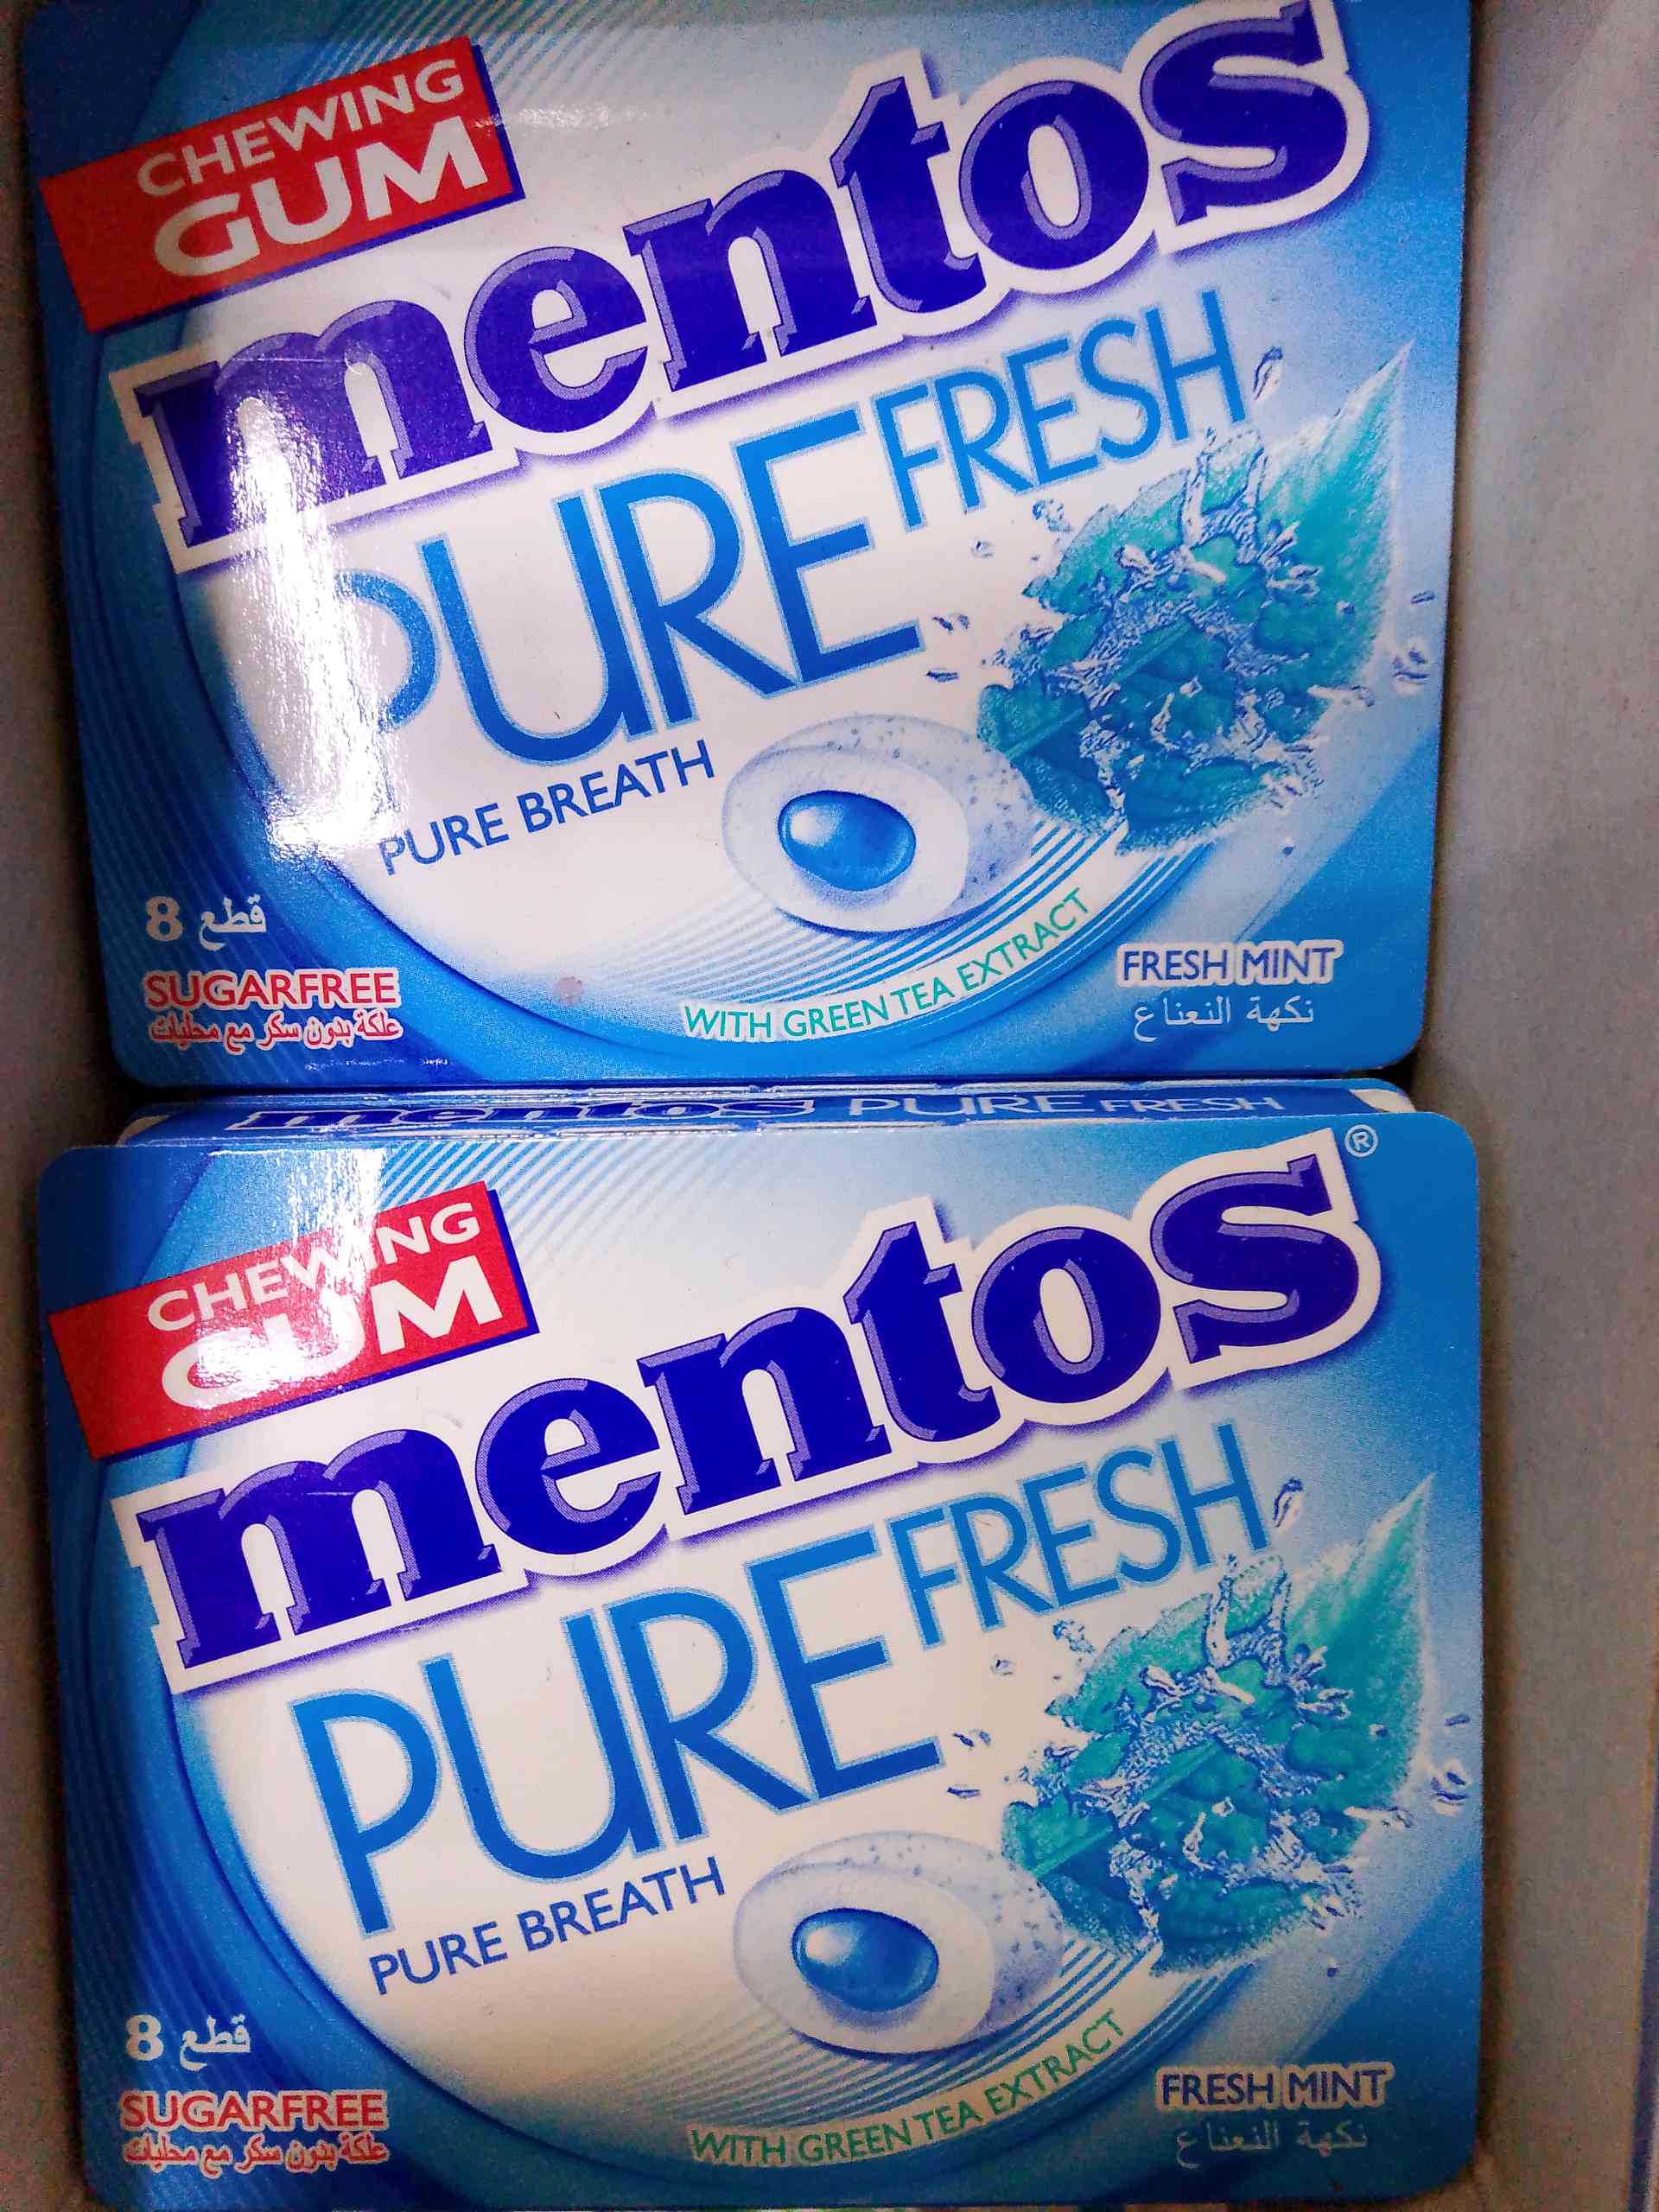 CHEWING
GUM
mentos
PURE FRESH
PURE BREATH
8 قطع
SUGARFREE
علكة بدون سكر مع محليات
WITH GREEN TEA EXTRACT
FRESH MINT
نكهة النعناع
mentos PURE FRESH
CHEWING
GUM
mentos®
PURE FRESH
PURE BREATH
8 قطع
SUGARFREE
علكة بدون سكر مع محليات
WITH GREEN TEA EXTRACT
FRESH MINT
نكهة النعناع